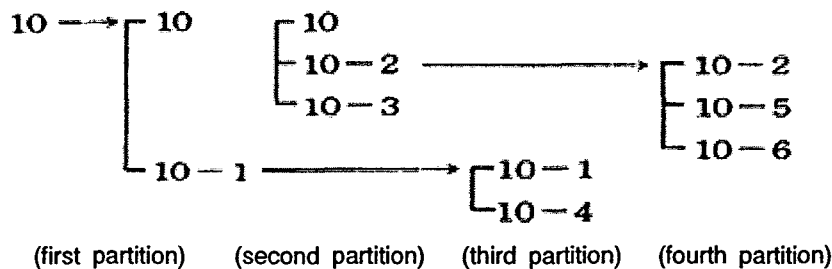 10 10 10
10 — 2 10 — 2
10 — 3 10 — 5
10 — 6
10 — 1 10 — 1
10 — 4
(first partition) (second partition) (third partition) (fourth partition)